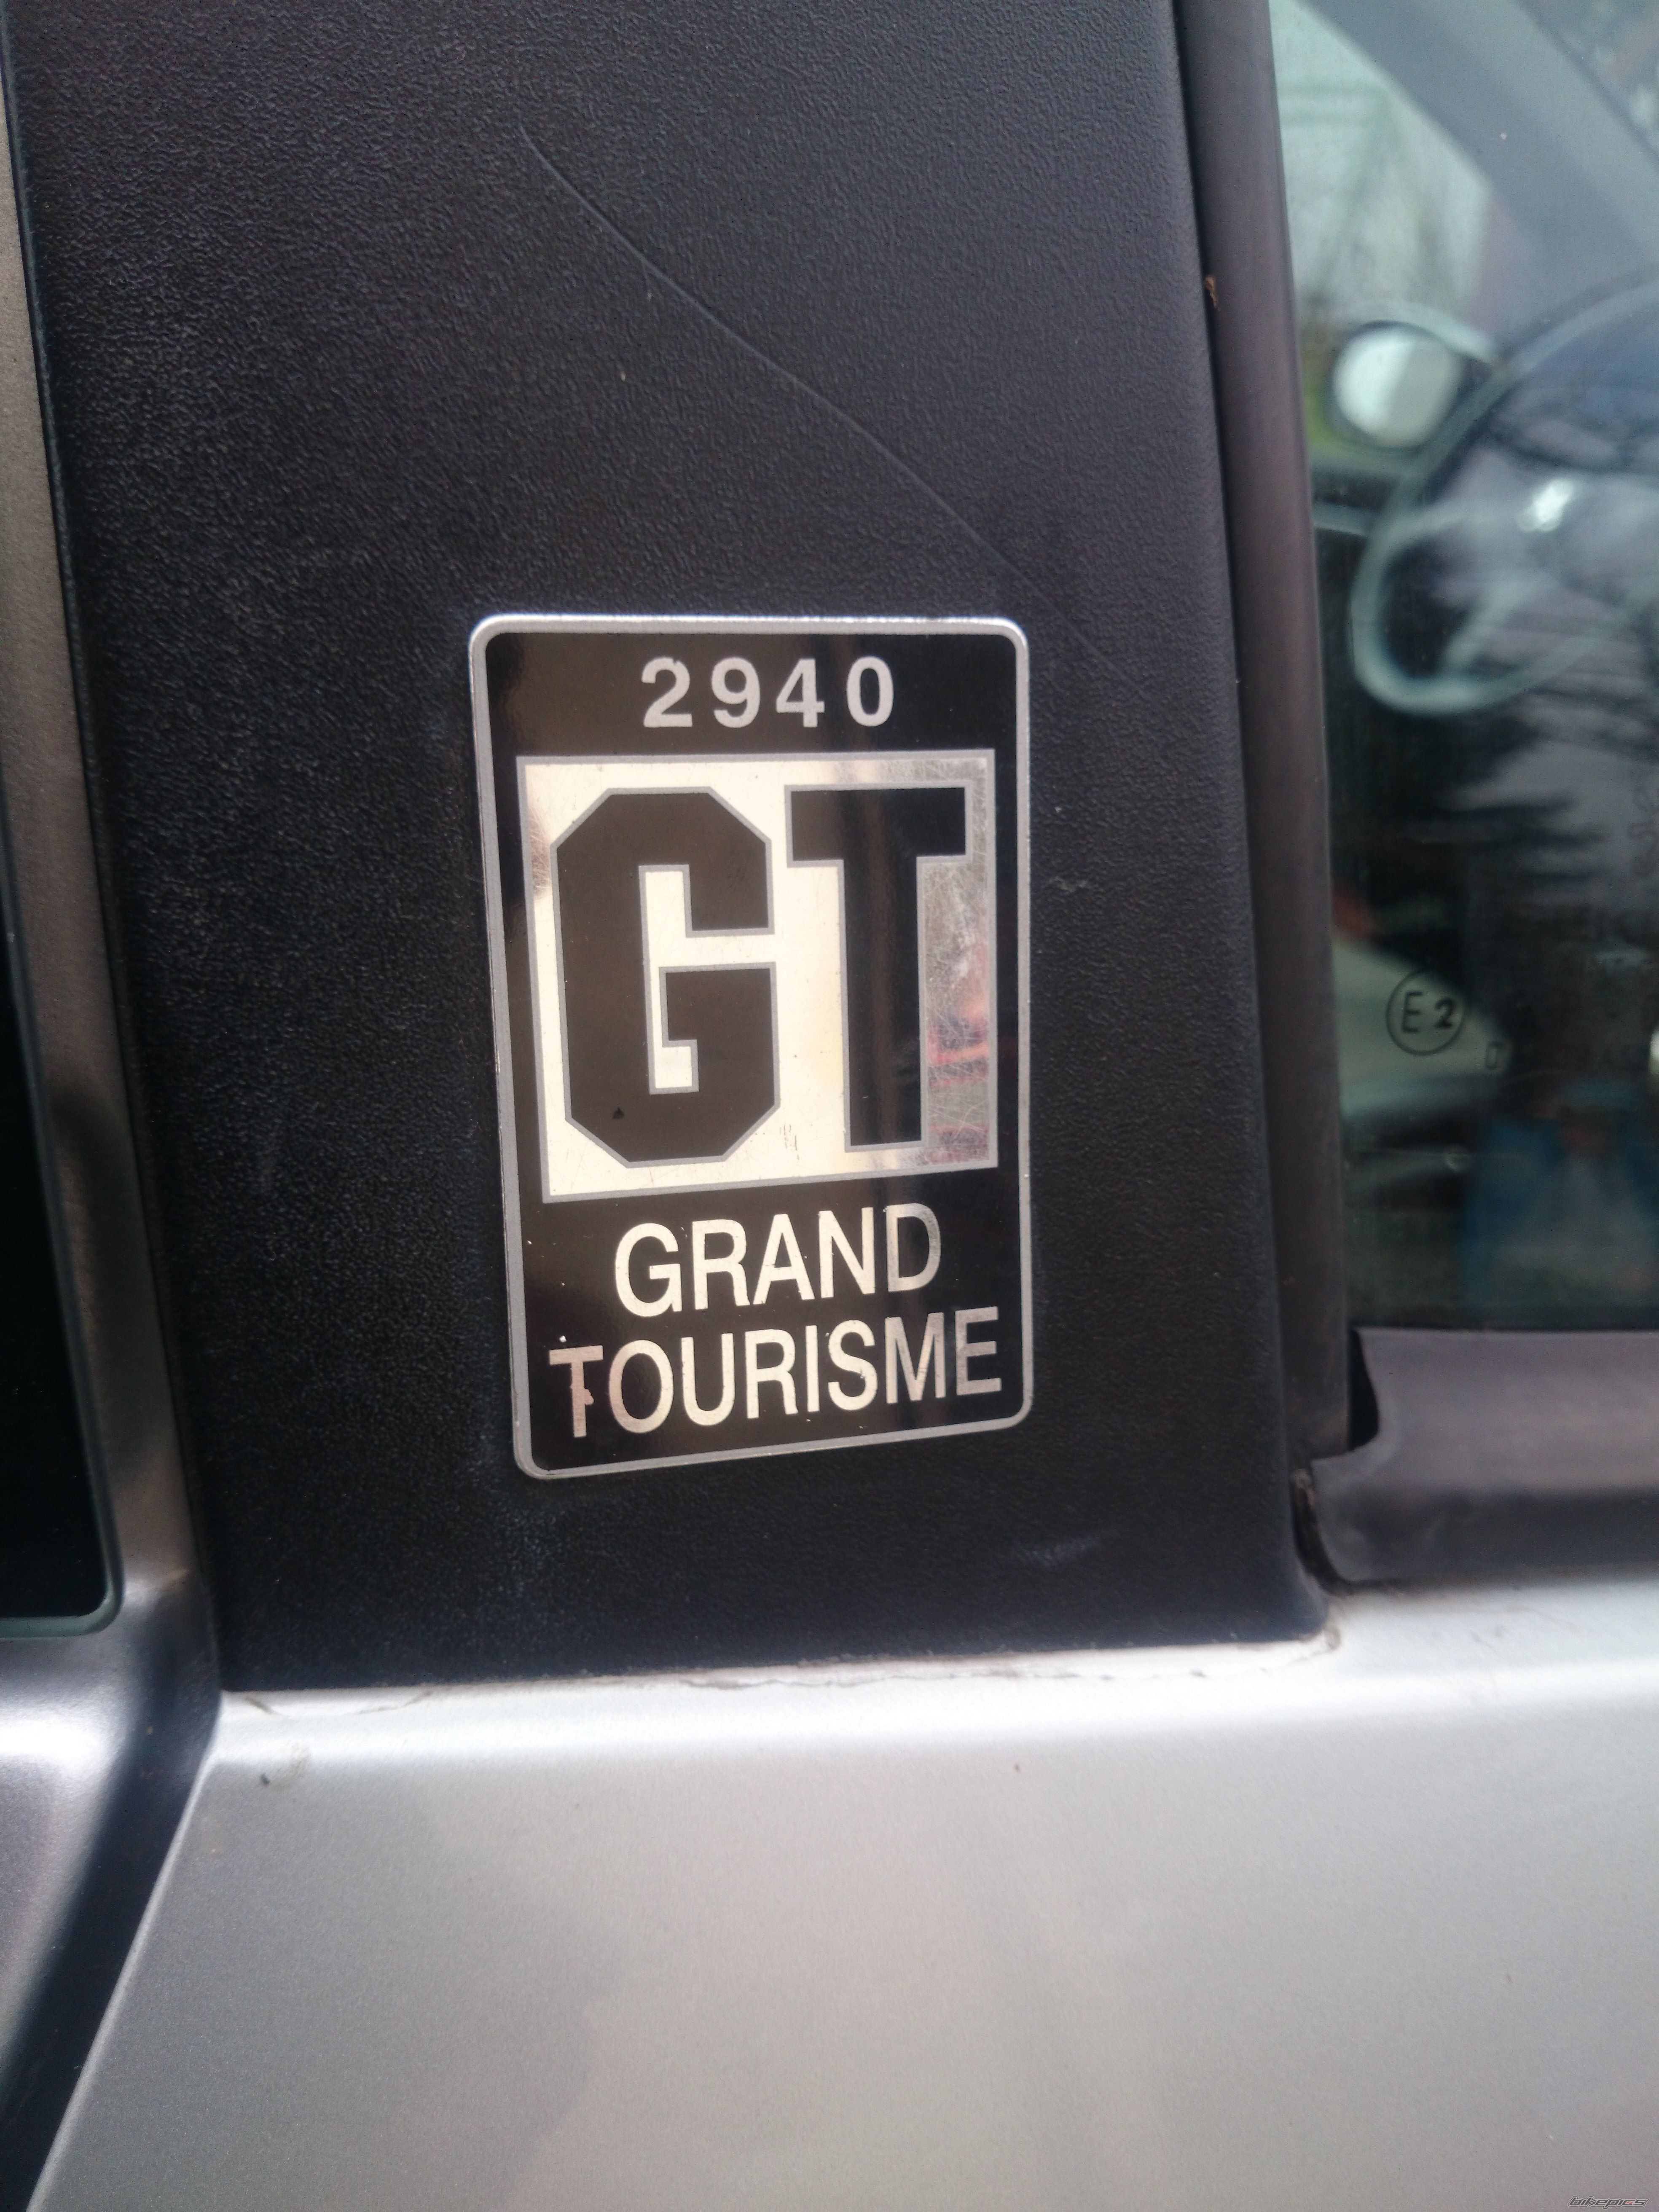 2940
GT
GRAND
TOURISME
E2
bikepics